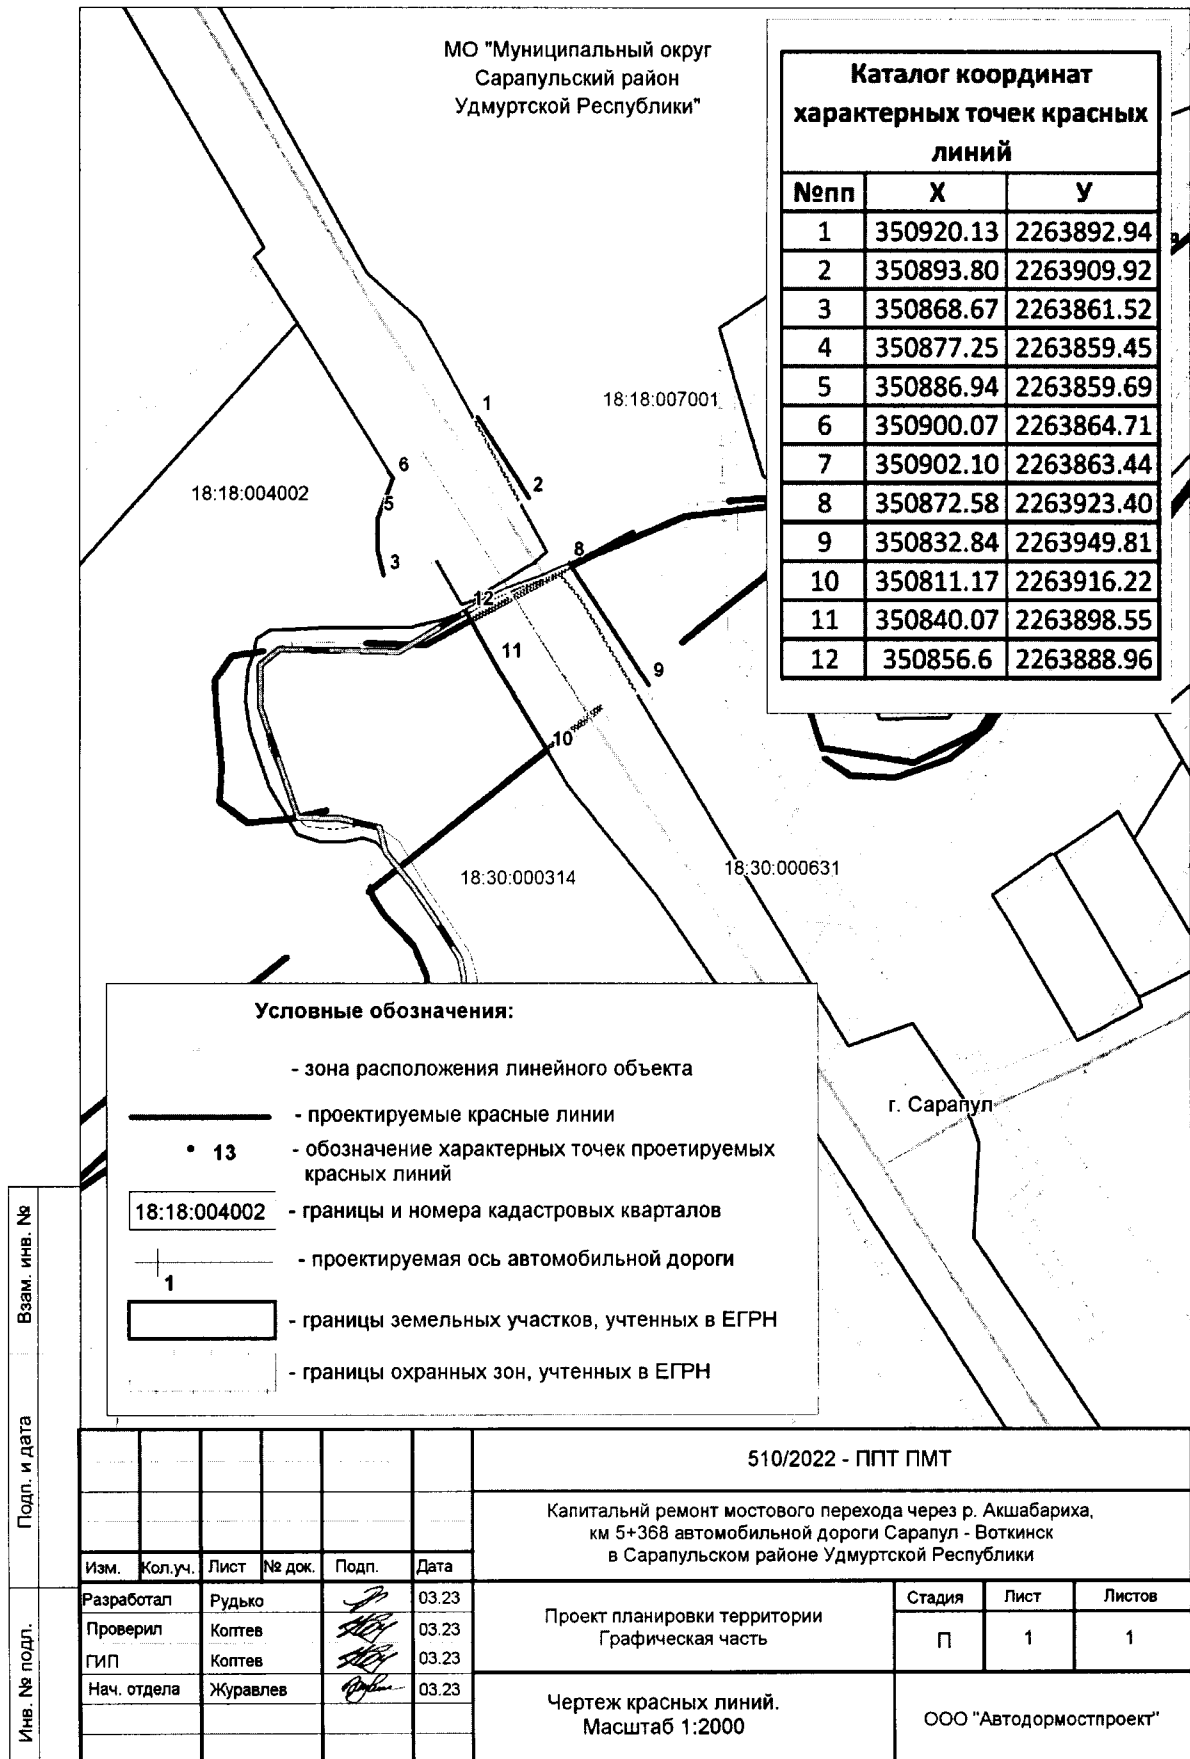 МО "Муниципальный округ
Сарапульский район
Удмуртской Республики"
Каталог координат
характерных точек красных
линий
№пп X У
1 350920.13 2263892.94
2 350893.80 2263909.92
3 350868.67 2263861.52
4 350877.25 2263859.45
5 350886.94 2263859.69
6 350900.07 2263864.71
7 350902.10 2263863.44
8 350872.58 2263923.40
9 350832.84 2263949.81
10 350811.17 2263916.22
11 350840.07 2263898.55
12 350856.6 2263888.96
1
18:18:007001
6
2
18:18:004002
5
8
3
12
11
9
10
18:30:000314
18:30:000631
г. Сарапул
Условные обозначения:
- зона расположения линейного объекта
- проектируемые красные линии
13 - обозначение характерных точек проетируемых
красных линий
18:18:004002 - границы и номера кадастровых кварталов
- проектируемая ось автомобильной дороги
1
- границы земельных участков, учтенных в ЕГРН
- границы охранных зон, учтенных в ЕГРН
Взам. инв. №
Подп. и дата
Инв. № подл.
510/2022 - ППТ ПМТ
Капитальнй ремонт мостового перехода через р. Акшабариха,
км 5+368 автомобильной дороги Сарапул - Воткинск
в Сарапульском районе Удмуртской Республики
Изм. Кол.уч. Лист № док. Подп. Дата
Разработал Рудько 03.23
Проверил Коптев 03.23
ГИП Коптев 03.23
Нач. отдела Журавлев 03.23
Проект планировки территории
Графическая часть
Стадия Лист Листов
П 1 1
Чертеж красных линий.
Масштаб 1:2000
ООО "Автодормостпроект"